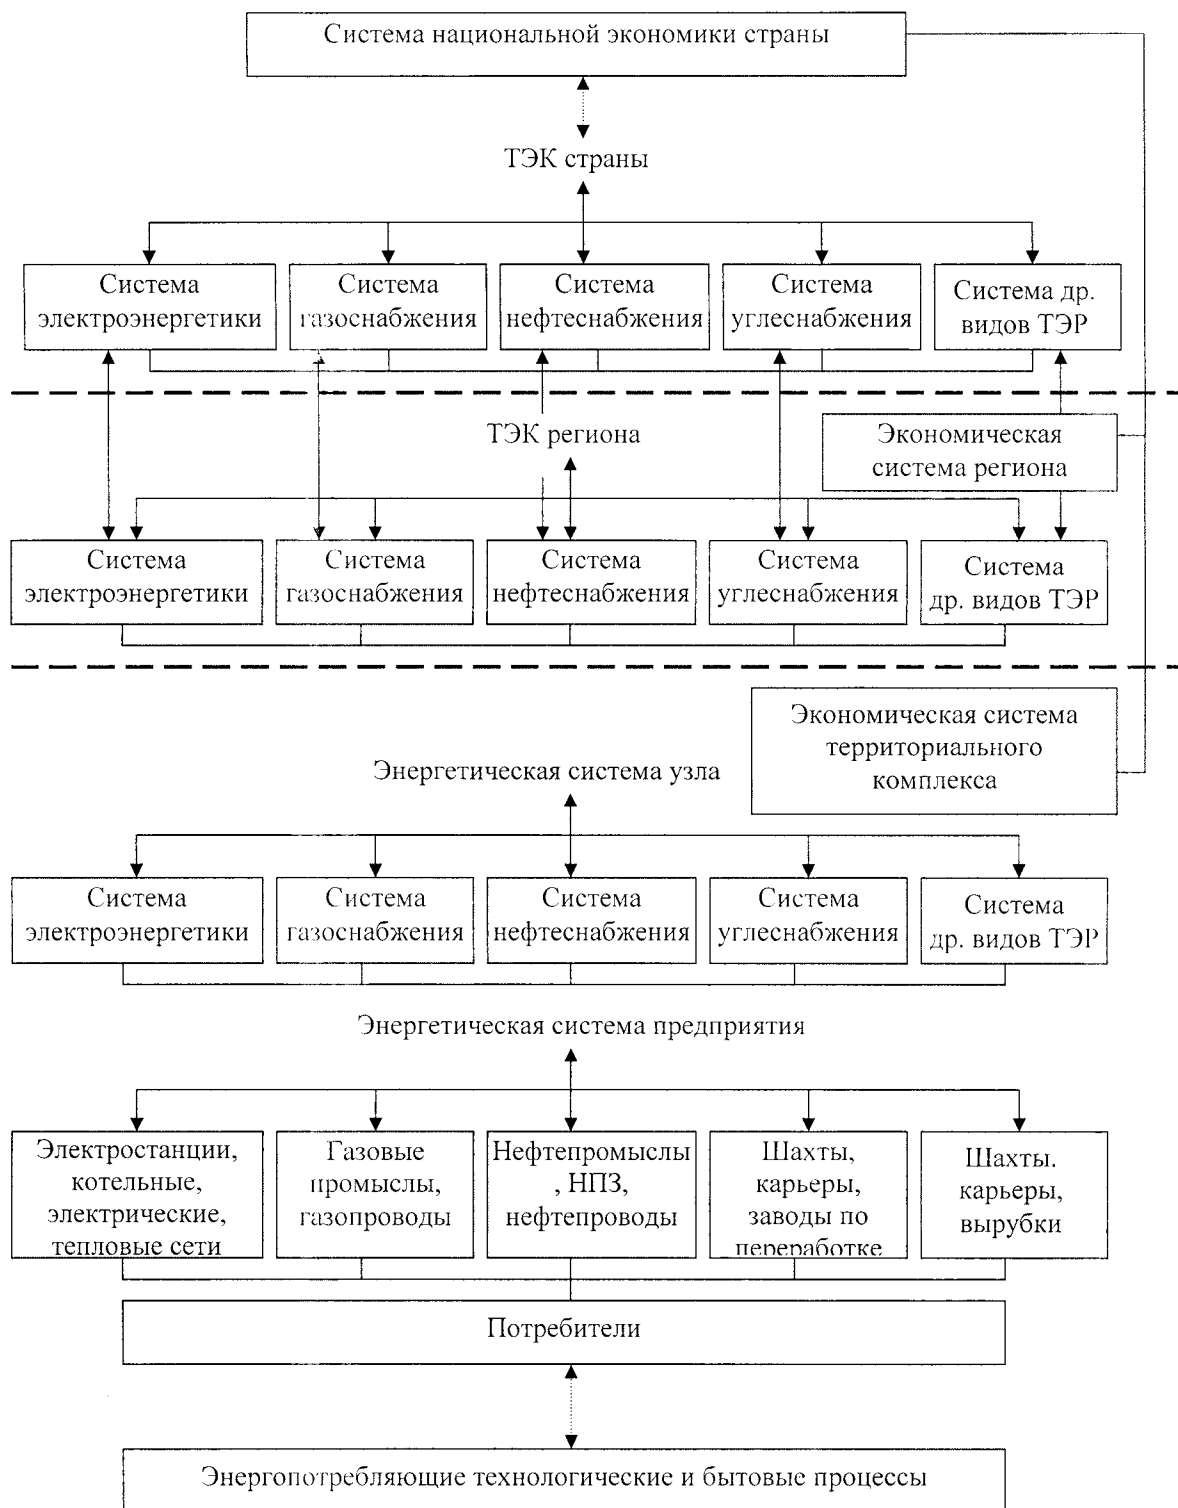 Система национальной экономики страны
ТЭК страны
Система
электроэнергетики
Система
газоснабжения
Система
нефтеснабжения
Система
углеснабжения
Система др.
видов ТЭР
ТЭК региона
Экономическая
система региона
Система
электроэнергетики
Система
газоснабжения
Система
нефтеснабжения
Система
углеснабжения
Система
др. видов ТЭР
Экономическая система
территориального
комплекса
Энергетическая система узла
Система
электроэнергетики
Система
газоснабжения
Система
нефтеснабжения
Система
углеснабжения
Система
др. видов ТЭР
Энергетическая система предприятия
Электростанции,
котельные,
электрические,
тепловые сети
Газовые
промыслы,
газопроводы
Нефтепромыслы
, НПЗ,
нефтепроводы
Шахты,
карьеры,
заводы по
переработке
Шахты.
карьеры,
вырубки
Потребители
Энергопотребляющие технологические и бытовые процессы